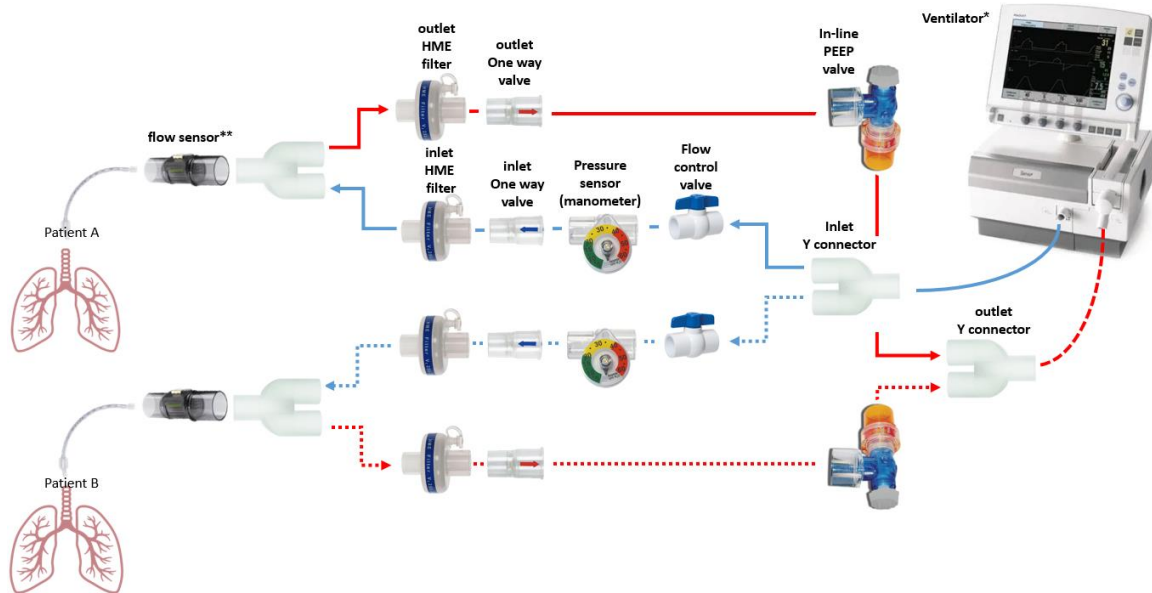 Ventilator*
outlet
HME
filter
outlet
One way
valve
In-line
PEEP
valve
flow sensor**
inlet
HME
filter
inlet
One way
valve
Pressure
sensor
(manometer)
Flow
control
valve
Patient A
Inlet
Y connector
outlet
Y connector
Patient B